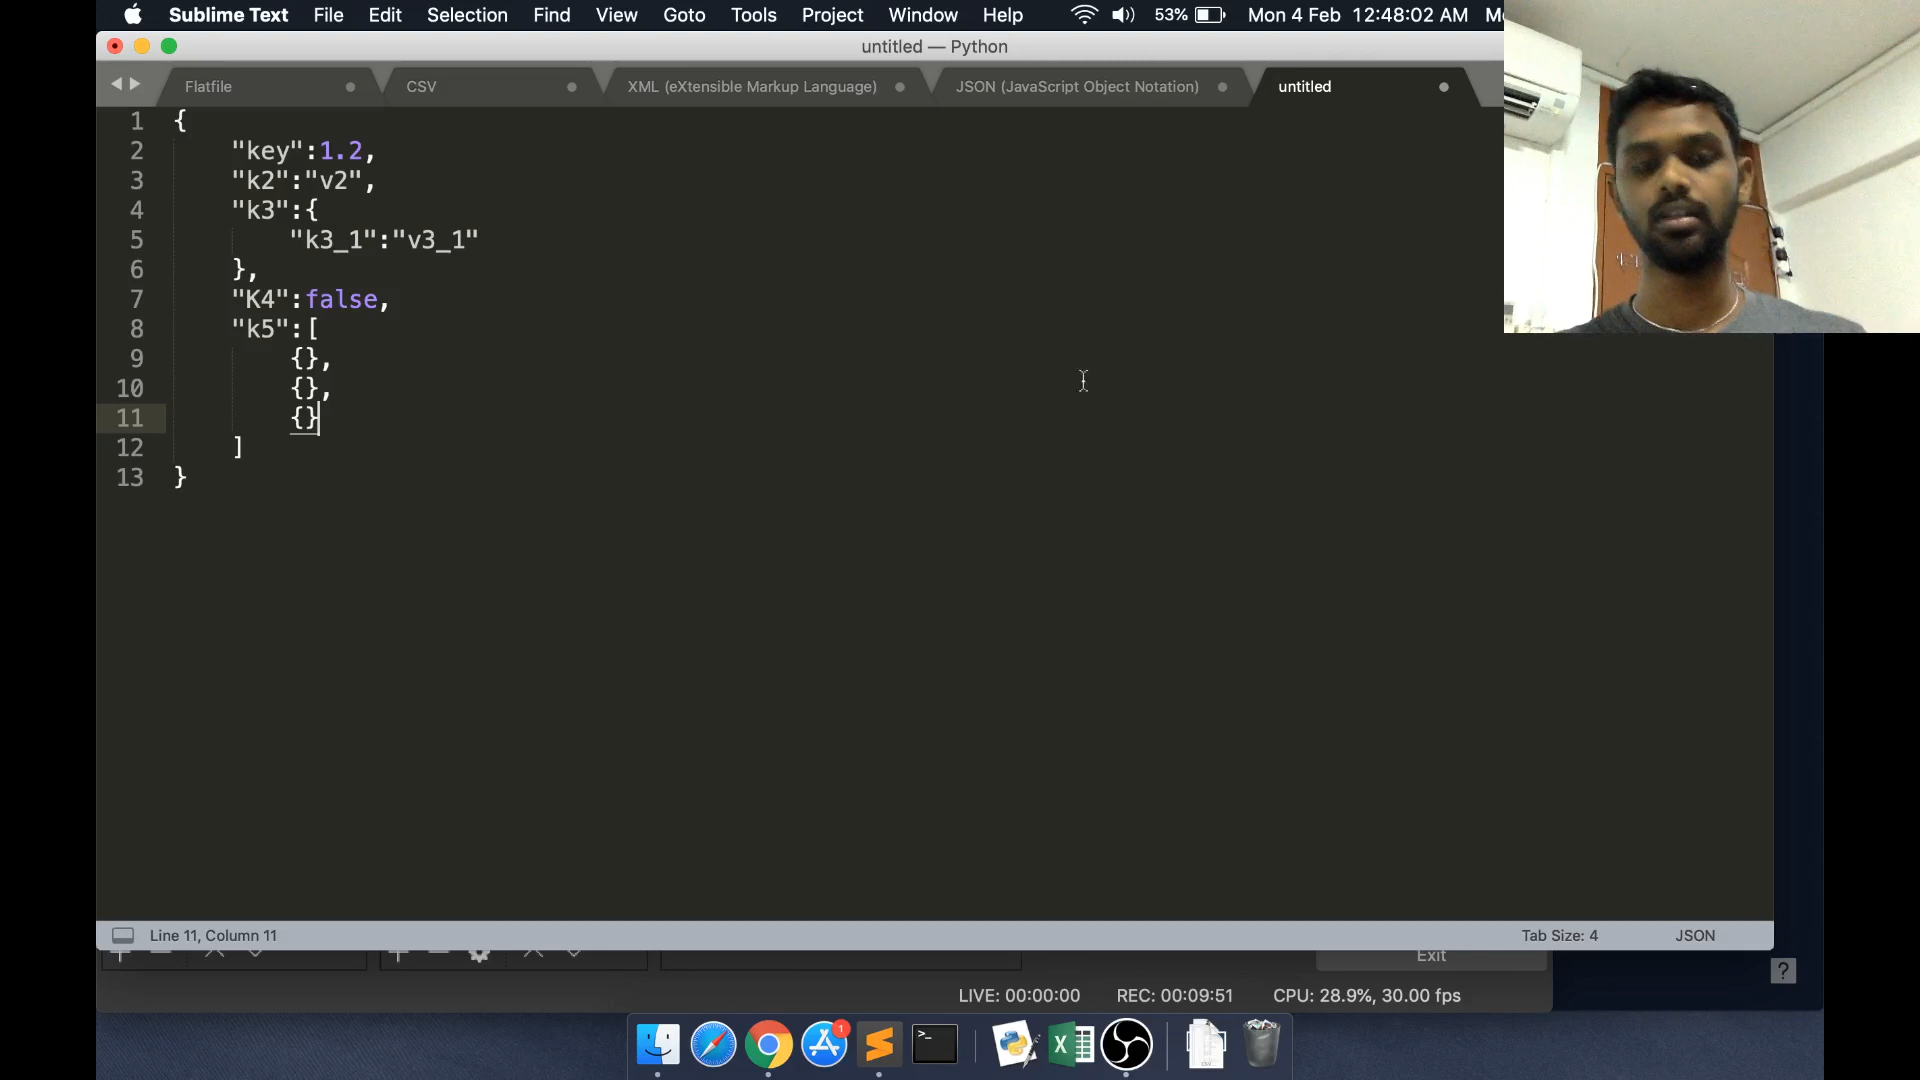 Sublime Text File Edit Selection Find View Goto Tools Project Window Help 53% Mon 4 Feb 12:48:02 AM
untitled — Python
Flatfile CSV XML (eXtensible Markup Language) JSON (JavaScript Object Notation) untitled
1 {
2 "key":1.2,
3 "k2":"v2",
4 "k3":{
5 "k3_1":"v3_1"
6 },
7 "K4":false,
8 "k5":[
9 {},
10 {},
11 {}
12 ]
13 }
Line 11, Column 11 Tab Size: 4 JSON
Exit
?
LIVE: 00:00:00 REC: 00:09:51 CPU: 28.9%, 30.00 fps
1